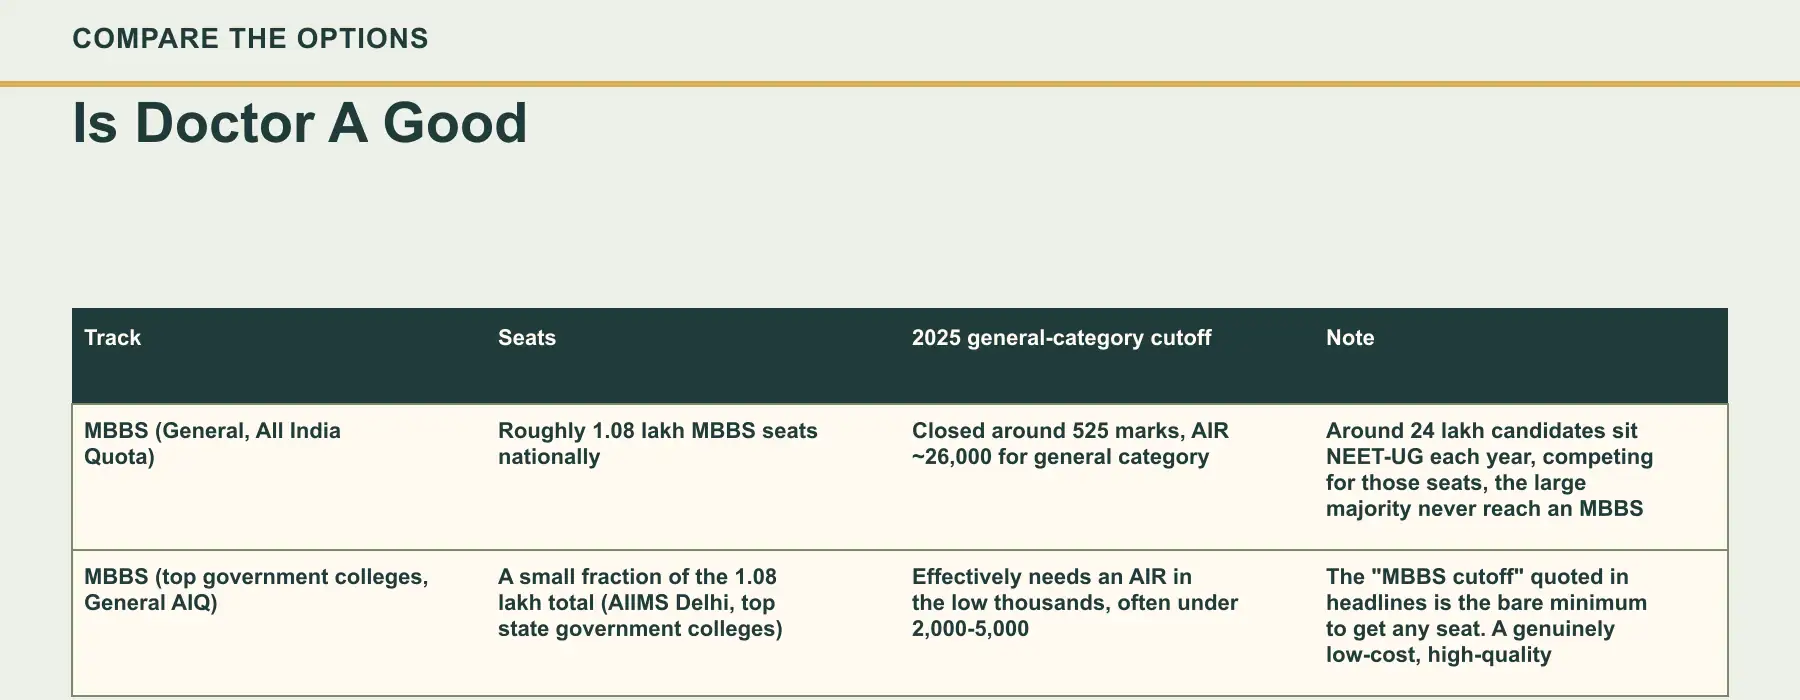 COMPARE THE OPTIONS
Is Doctor A Good
Track
Seats
2025 general-category cutoff
Note
MBBS (General, All India
Quota)
Roughly 1.08 lakh MBBS seats
nationally
Closed around 525 marks, AIR
~26,000 for general category
Around 24 lakh candidates sit
NEET-UG each year, competing
for those seats, the large
majority never reach an MBBS
MBBS (top government colleges,
General AIQ)
A small fraction of the 1.08
lakh total (AIIMS Delhi, top
state government colleges)
Effectively needs an AIR in
the low thousands, often under
2,000-5,000
The "MBBS cutoff" quoted in
headlines is the bare minimum
to get any seat. A genuinely
low-cost, high-quality